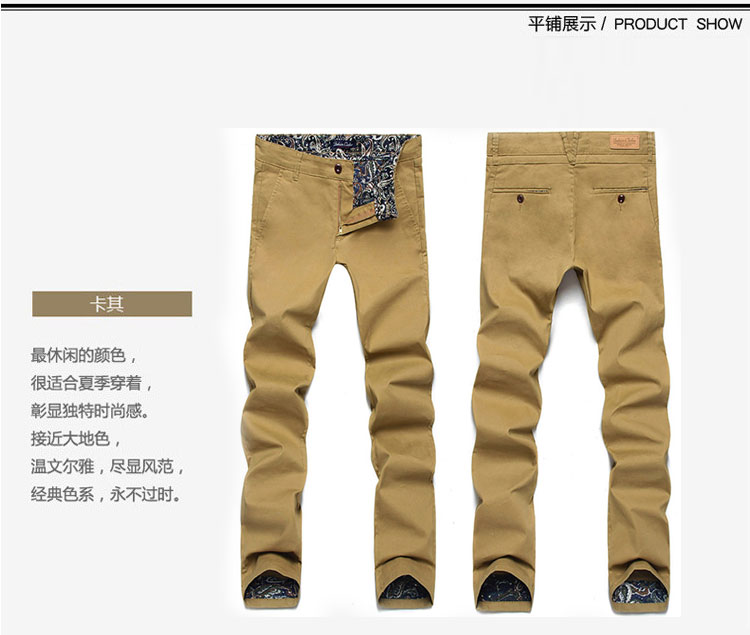 平铺展示 / PRODUCT SHOW
卡其
最休闲的颜色，
很适合夏季穿着，
彰显独特时尚感。
接近大地色，
温文尔雅，尽显风范，
经典色系，永不过时。